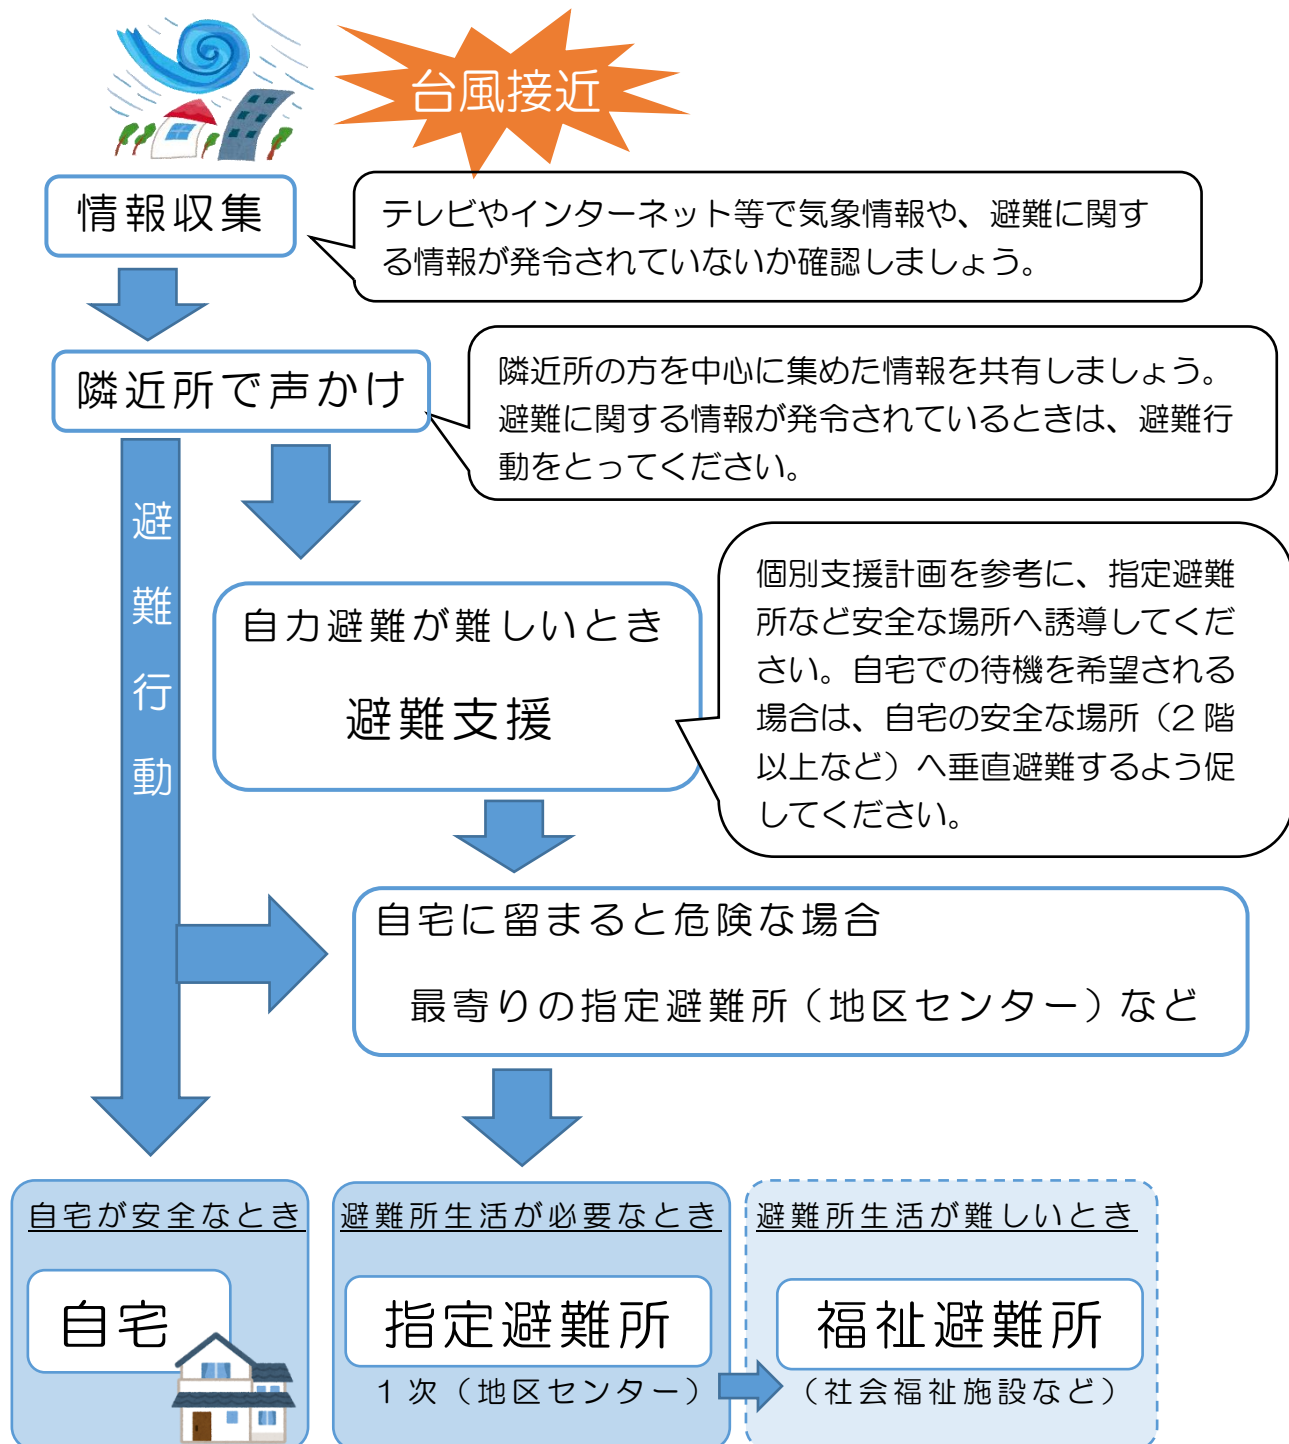 台風接近
情報収集
テレビやインターネット等で気象情報や、避難に関す
る情報が発令されていないか確認しましょう。
隣近所で声かけ
隣近所の方を中心に集めた情報を共有しましょう。
避難に関する情報が発令されているときは、避難行
動をとってください。
避難行動
自力避難が難しいとき
避難支援
個別支援計画を参考に、指定避難
所など安全な場所へ誘導してくだ
さい。自宅での待機を希望される
場合は、自宅の安全な場所（2階
以上など）へ垂直避難するよう促
してください。
自宅に留まると危険な場合
最寄りの指定避難所（地区センター）など
自宅が安全なとき
自宅
避難所生活が必要なとき
指定避難所
1次（地区センター）
避難所生活が難しいとき
福祉避難所
（社会福祉施設など）